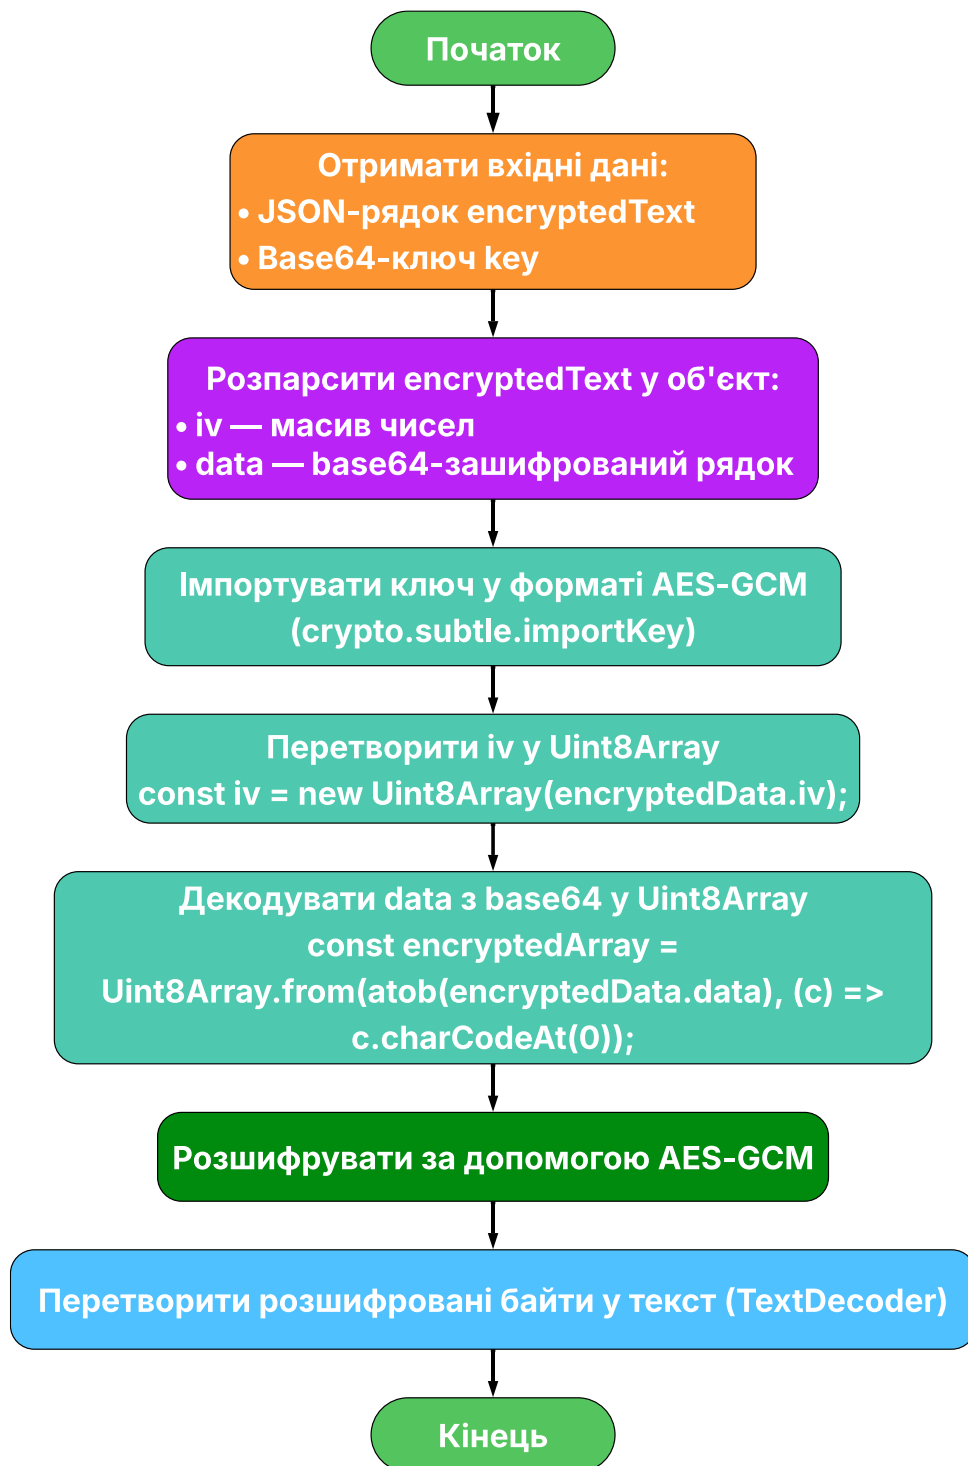 Початок
Отримати вхідні дані:
• JSON-рядок encryptedText
• Base64-ключ key
Розпарсити encryptedText у об'єкт:
• iv — масив чисел
• data — base64-зашифрований рядок
Імпортувати ключ у форматі AES-GCM
(crypto.subtle.importKey)
Перетворити iv у Uint8Array
const iv = new Uint8Array(encryptedData.iv);
Декодувати data з base64 у Uint8Array
const encryptedArray =
Uint8Array.from(atob(encryptedData.data), (c) =>
c.charCodeAt(0));
Розшифрувати за допомогою AES-GCM
Перетворити розшифровані байти у текст (TextDecoder)
Кінець